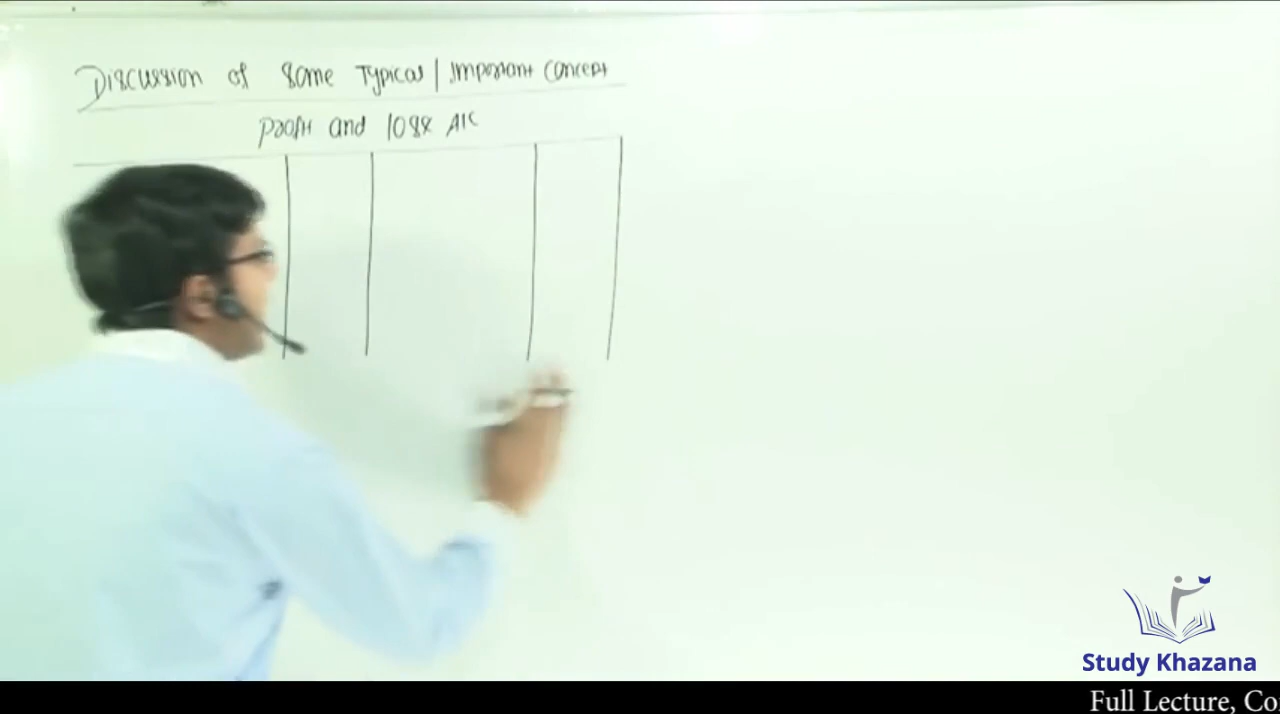 Discussion of some Typical | Important concept
Profit and loss A/C
Study Khazana
Full Lecture, Co